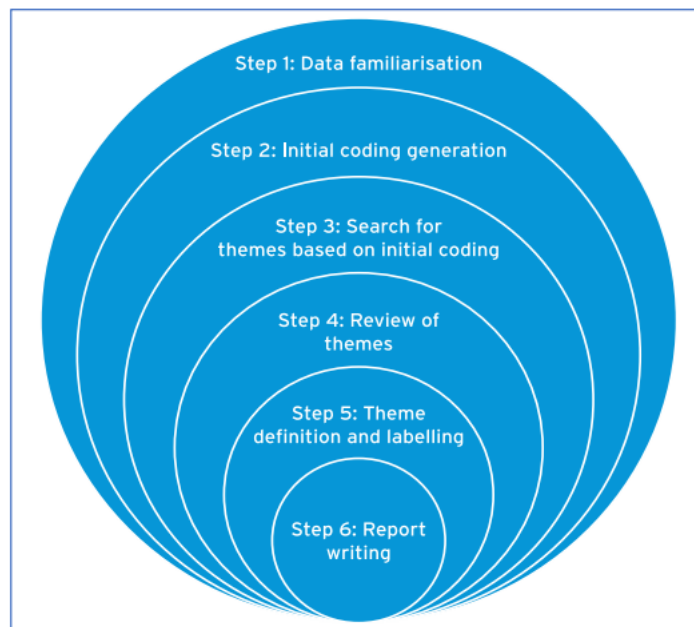 Step 1: Data familiarisation
Step 2: Initial coding generation
Step 3: Search for
themes based on initial coding
Step 4: Review of
themes
Step 5: Theme
definition and labelling
Step 6: Report
writing